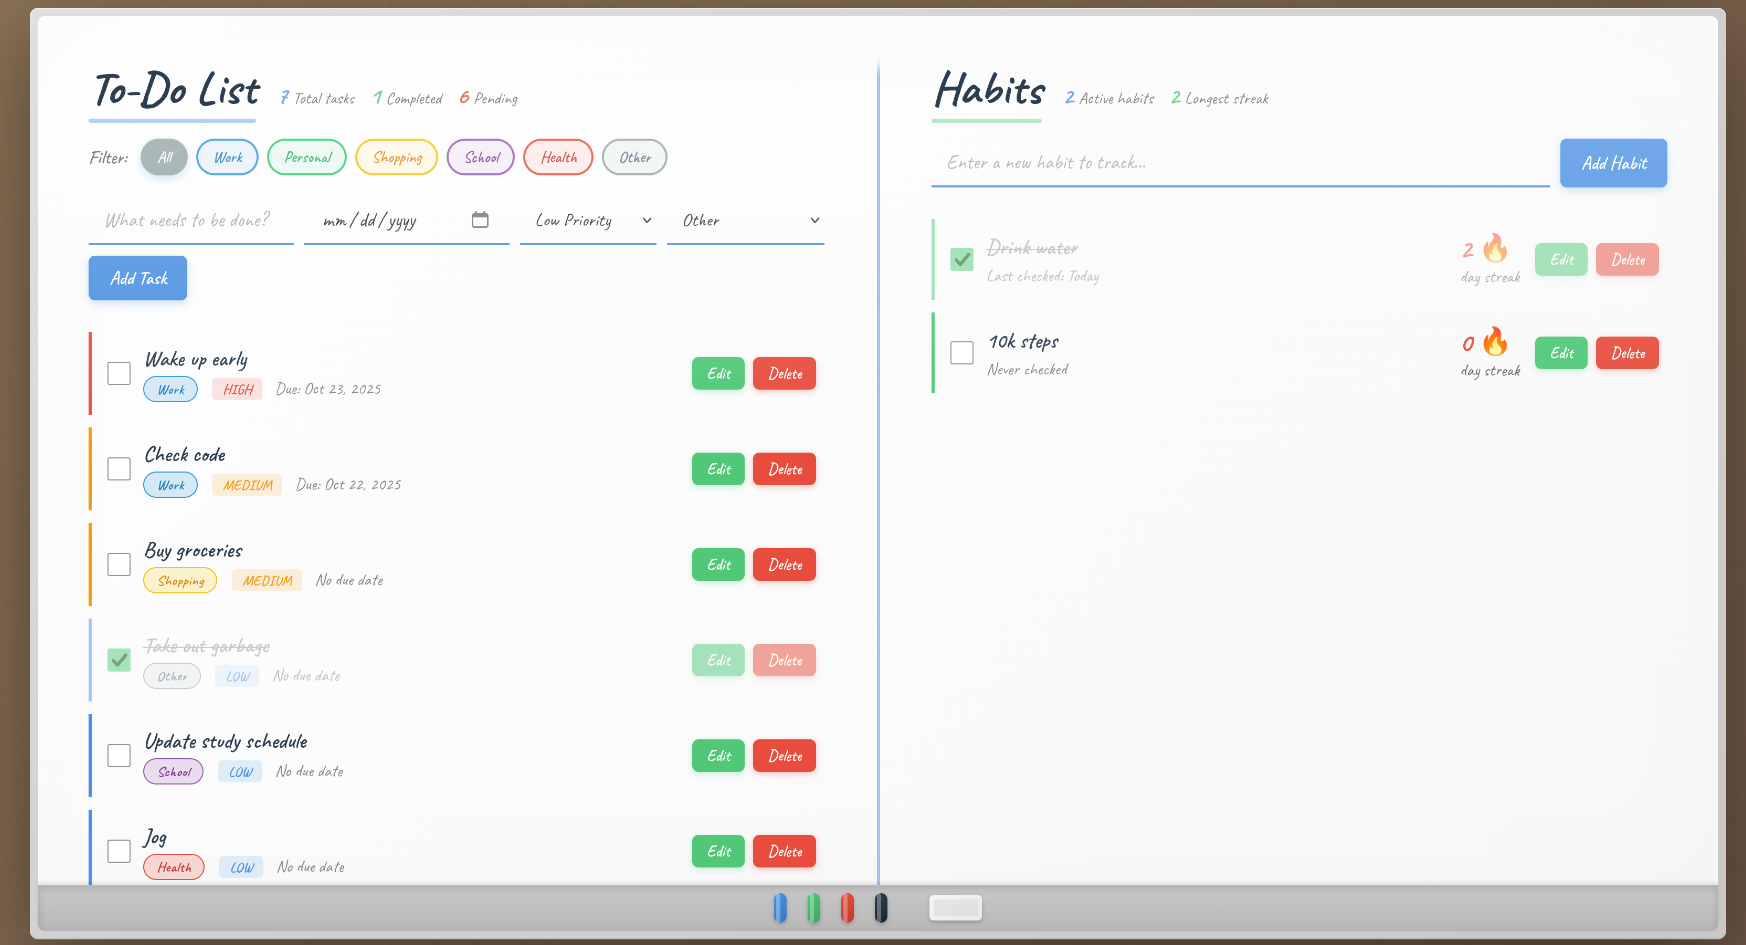 To-Do List 7 Total tasks 1 Completed 6 Pending
Filter: All Work Personal Shopping School Health Other
What needs to be done? mm/dd/yyyy Low Priority Other
Add Task
Wake up early
Work HIGH Due: Oct 23, 2025
Edit Delete
Check code
Work MEDIUM Due: Oct 22, 2025
Edit Delete
Buy groceries
Shopping MEDIUM No due date
Edit Delete
Take out garbage
Other LOW No due date
Edit Delete
Update study schedule
School LOW No due date
Edit Delete
Jog
Health LOW No due date
Edit Delete
Habits 2 Active habits 2 Longest streak
Enter a new habit to track... Add Habit
Drink water
Last checked: Today
2 🔥
day streak
Edit Delete
10k steps
Never checked
0 🔥
day streak
Edit Delete